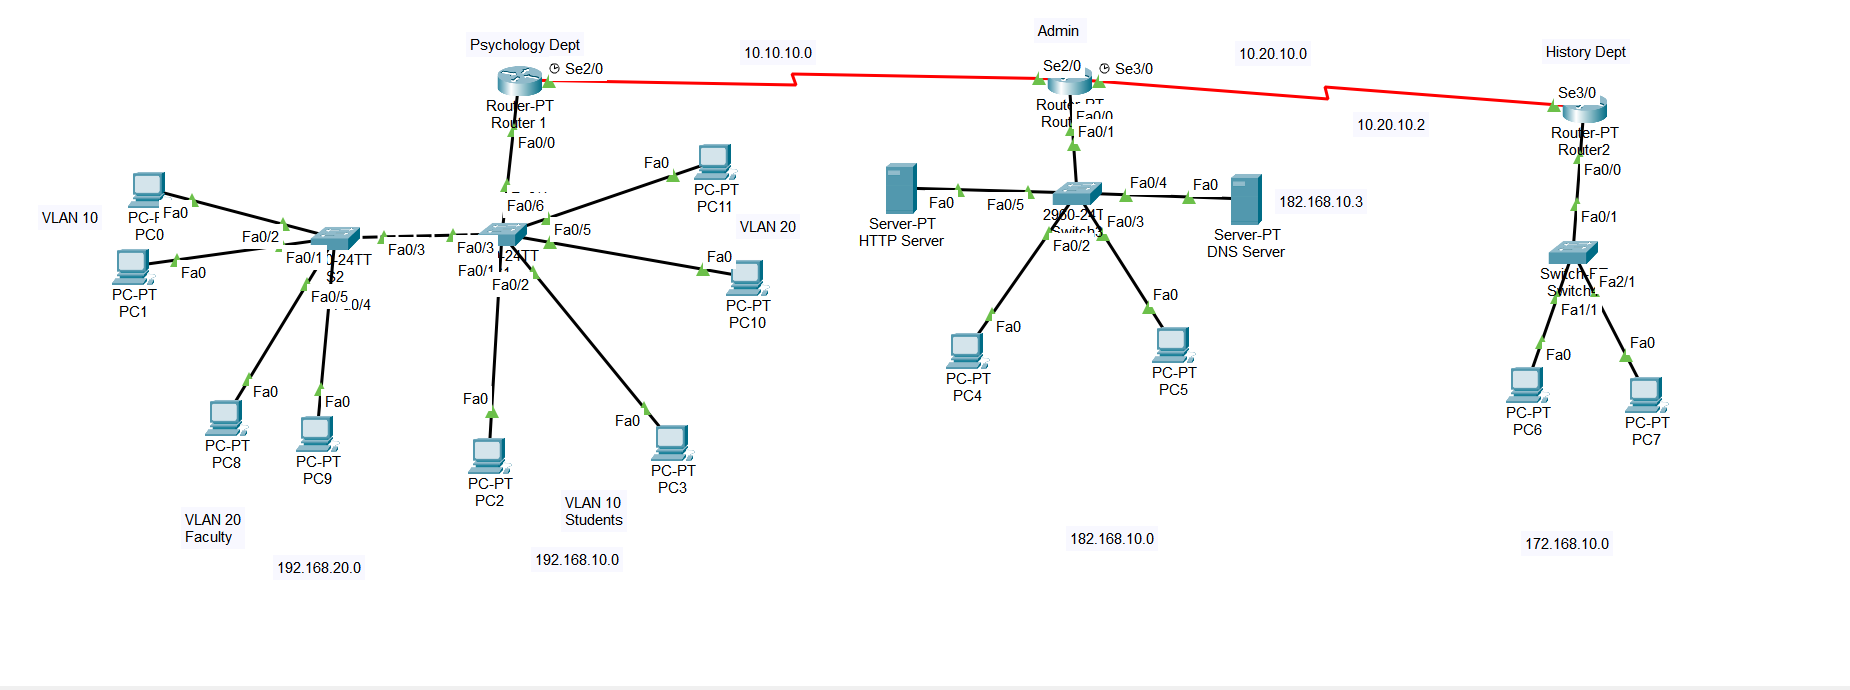 Psychology Dept
10.10.10.0
Admin
10.20.10.0
History Dept
Se2/0
Router-PT
Router 1
Fa0/0
Se2/0
Se3/0
Fa0/0
Fa0/1
10.20.10.2
Se3/0
Router-PT
Router2
Fa0/0
Fa0/1
VLAN 10
PC0
Fa0
Fa0/2
PC-PT
PC1
Fa0
Fa0/1
S2
Fa0/3
Fa0/5
Fa0/3
Fa0/6
Fa0/5
Fa0/2
Fa0
PC-PT
PC11
VLAN 20
Fa0
PC-PT
PC10
Fa0
PC-PT
PC8
Fa0
PC-PT
PC9
Fa0
PC-PT
PC2
Fa0
PC-PT
PC3
VLAN 20
Faculty
192.168.20.0
VLAN 10
Students
192.168.10.0
Server-PT
HTTP Server
Fa0
Fa0/5
Fa0/4
Fa0
Fa0/3
Fa0/2
Server-PT
DNS Server
182.168.10.3
Fa0
PC-PT
PC4
Fa0
PC-PT
PC5
182.168.10.0
Fa2/1
Fa1/1
Fa0
PC-PT
PC6
Fa0
PC-PT
PC7
172.168.10.0